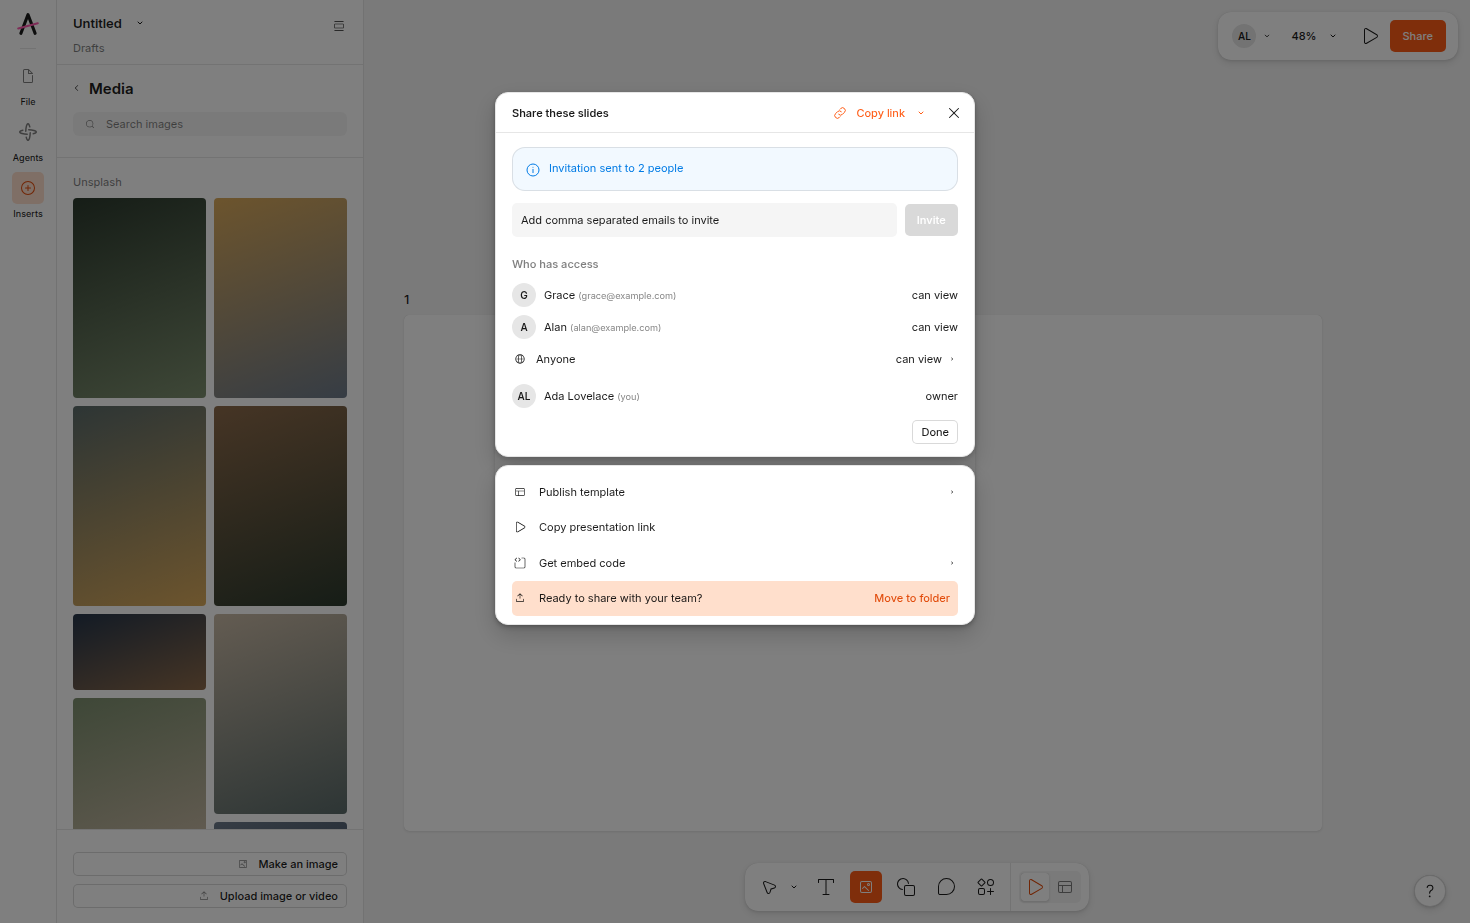 Untitled
Drafts
File
Agents
Inserts
Media
Search images
Unsplash
Make an image
Upload image or video
AL
48%
Share
1
Share these slides
Copy link
Invitation sent to 2 people
Add comma separated emails to invite
Invite
Who has access
G Grace (grace@example.com) can view
A Alan (alan@example.com) can view
Anyone can view
AL Ada Lovelace (you) owner
Done
Publish template
Copy presentation link
Get embed code
Ready to share with your team? Move to folder
?